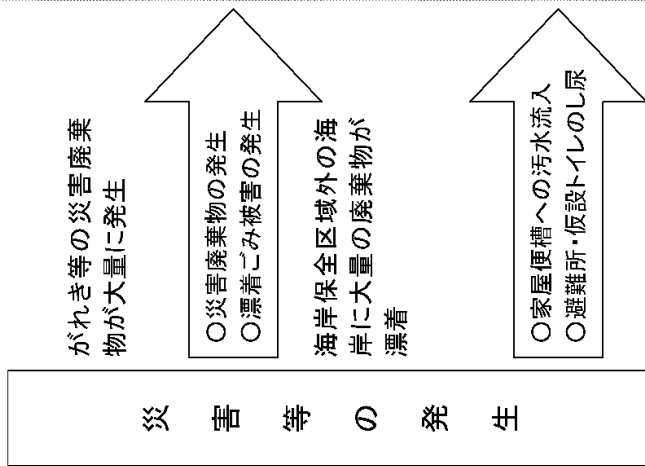 がれき等の災害廃棄
物が大量に発生
○災害廃棄物の発生
○漂着ごみ被害の発生
海岸保全区域外の海
岸に大量の廃棄物が
漂着
○家屋便槽への汚水流入
○避難所・仮設トイレのし尿
災害等の発生